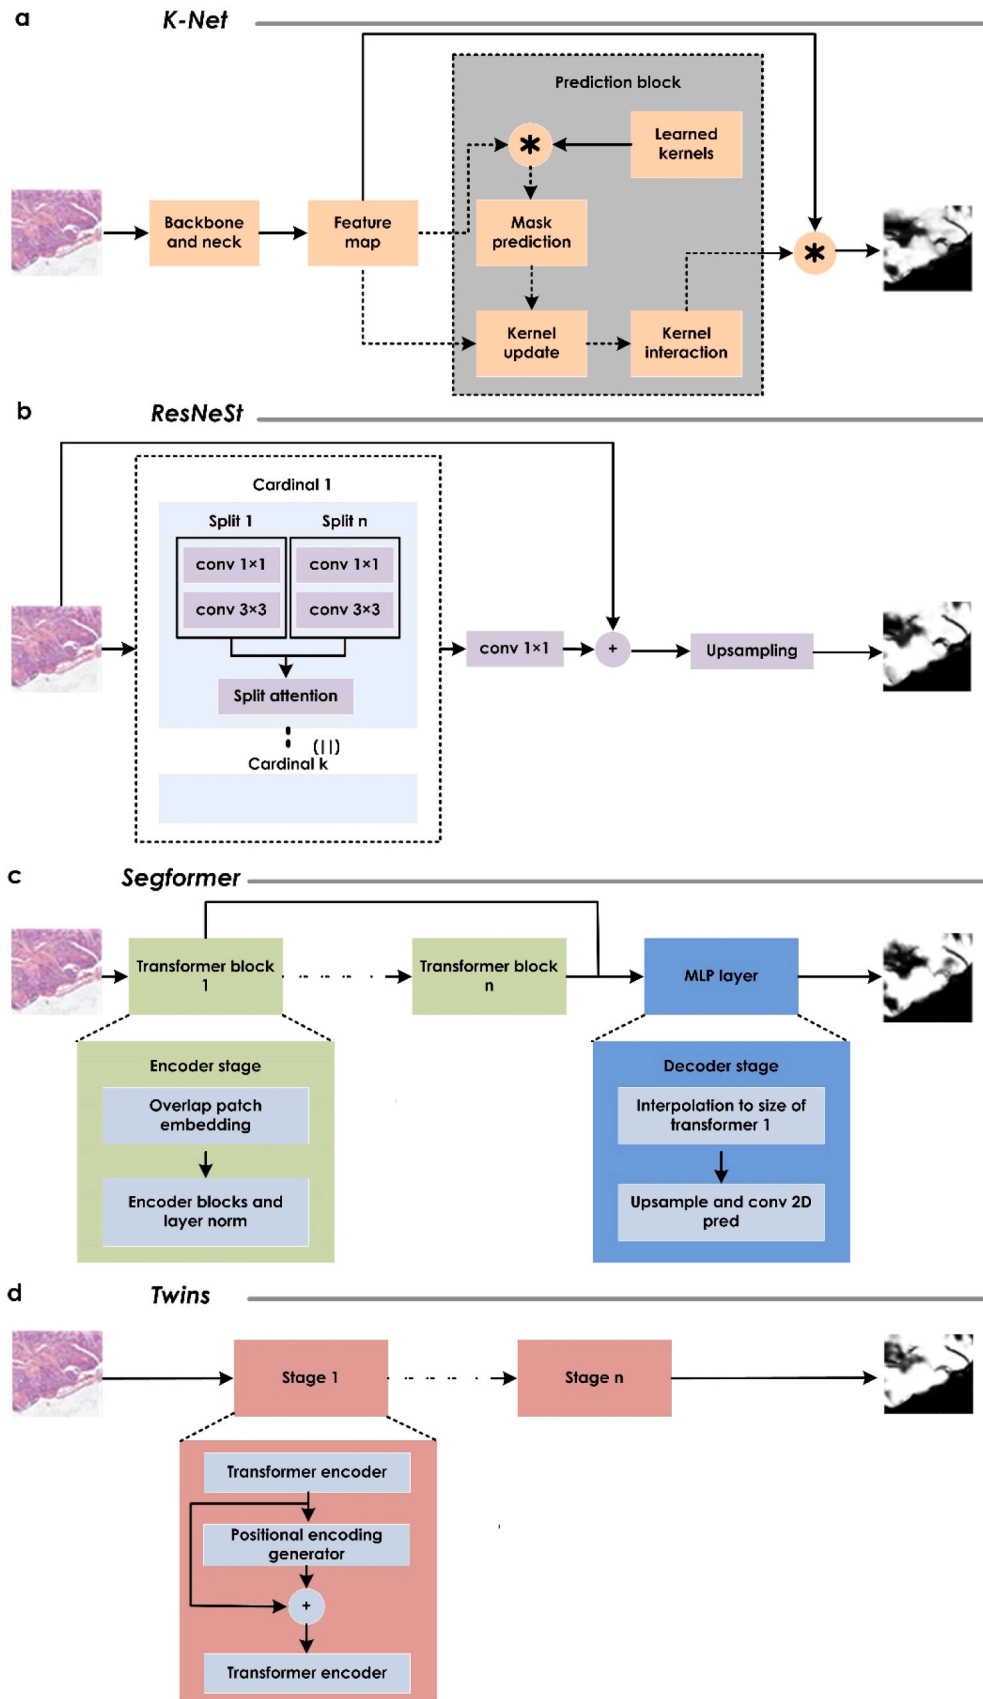 a
K-Net
Prediction block
Learned
kernels
Backbone
and neck
Feature
map
Mask
prediction
Kernel
update
Kernel
interaction
b
ResNeSt
Cardinal 1
Split 1
Split n
conv 1×1
conv 1×1
conv 3×3
conv 3×3
Split attention
(||)
Cardinal k
conv 1×1
+
Upsampling
c
Segformer
Transformer block
1
Transformer block
n
MLP layer
Encoder stage
Overlap patch
embedding
Encoder blocks and
layer norm
Decoder stage
Interpolation to size of
transformer 1
Upsample and conv 2D
pred
d
Twins
Stage 1
Stage n
Transformer encoder
Positional encoding
generator
+
Transformer encoder